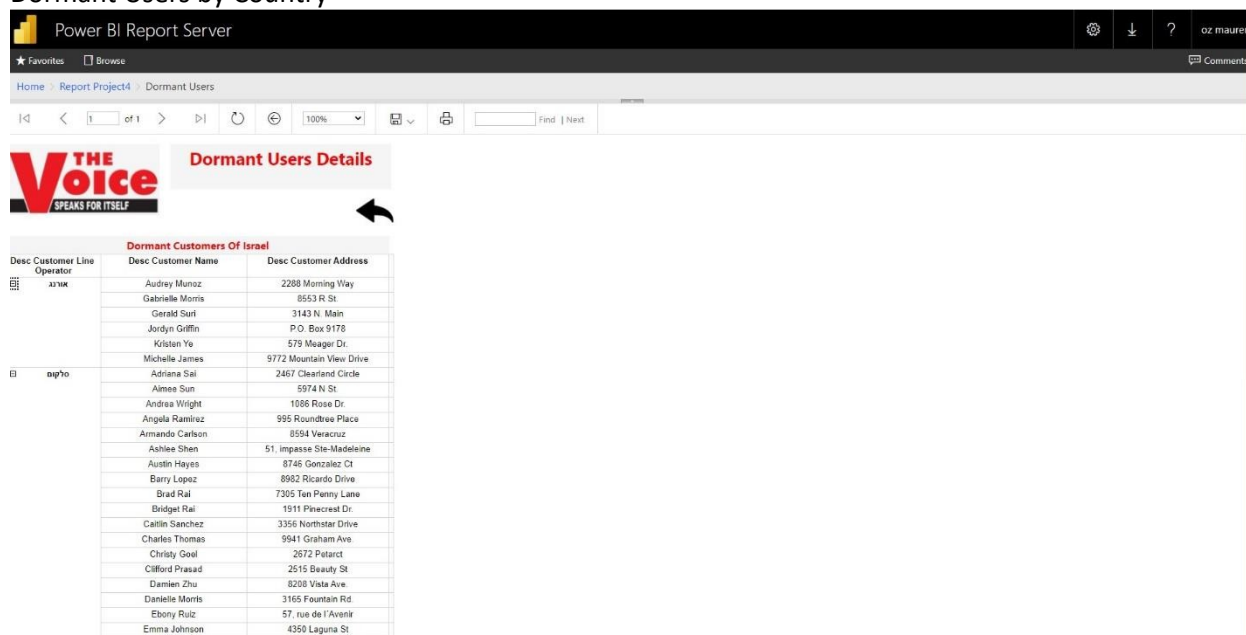 Dormant Users by Country
Power BI Report Server
? oz maurer
Favorites Browse
Comments
Home > Report Project4 > Dormant Users
1 of 1 100% Find | Next
THE
Voice
SPEAKS FOR ITSELF
Dormant Users Details
Dormant Customers Of Israel
Desc Customer Line Operator Desc Customer Name Desc Customer Address
אורנג Audrey Munoz 2288 Morning Way
Gabrielle Morris 8553 R St.
Gerald Suri 3143 N. Main
Jordyn Griffin P.O. Box 9178
Kristen Ye 579 Meager Dr.
Michelle James 9772 Mountain View Drive
סלקום Adriana Sai 2467 Clearland Circle
Aimee Sun 5974 N St.
Andrea Wright 1086 Rose Dr.
Angela Ramirez 995 Roundtree Place
Armando Carlson 8594 Veracruz
Ashlee Shen 51, impasse Ste-Madeleine
Austin Hayes 8746 Gonzalez Ct
Barry Lopez 8982 Ricardo Drive
Brad Rai 7305 Ten Penny Lane
Bridget Rai 1911 Pinecrest Dr.
Caitlin Sanchez 3356 Northstar Drive
Charles Thomas 9941 Graham Ave.
Christy Goel 2672 Petarct
Clifford Prasad 2515 Beauty St
Damien Zhu 8208 Vista Ave.
Danielle Morris 3165 Fountain Rd.
Ebony Ruiz 57, rue de l´Avenir
Emma Johnson 4350 Laguna St